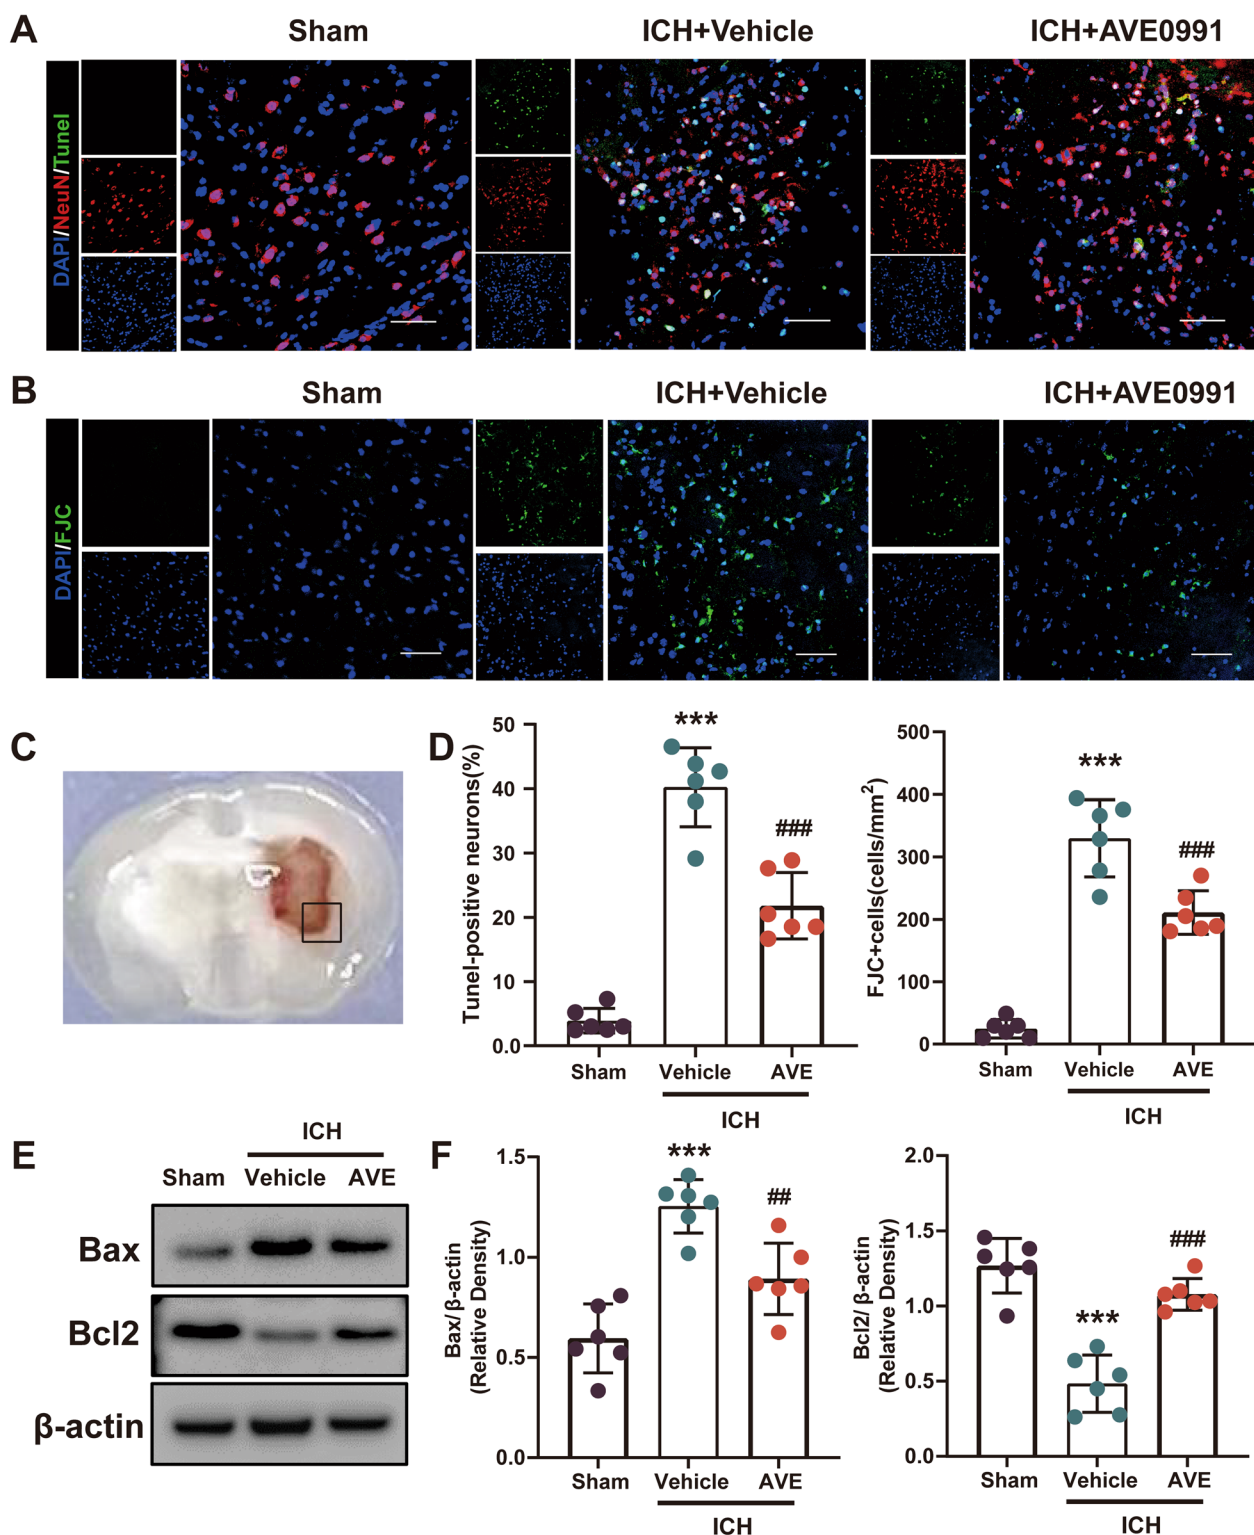 A
Sham
ICH+Vehicle
ICH+AVE0991
DAPI/NeuN/Tunel
B
Sham
ICH+Vehicle
ICH+AVE0991
DAPI/FJC
C
D
Tunel-positive neurons(%)
50
40
30
20
10
0.0
***
###
Sham
Vehicle
AVE
ICH
FJC+cells(cells/mm²)
500
400
300
200
100
0
***
###
Sham
Vehicle
AVE
ICH
E
ICH
Sham
Vehicle
AVE
Bax
Bcl2
β-actin
F
Bax/β-actin
(Relative Density)
1.5
1.0
0.5
0.0
***
##
Sham
Vehicle
AVE
ICH
Bcl2/ β-actin
(Relative Density)
2.0
1.5
1.0
0.5
0.0
***
###
Sham
Vehicle
AVE
ICH